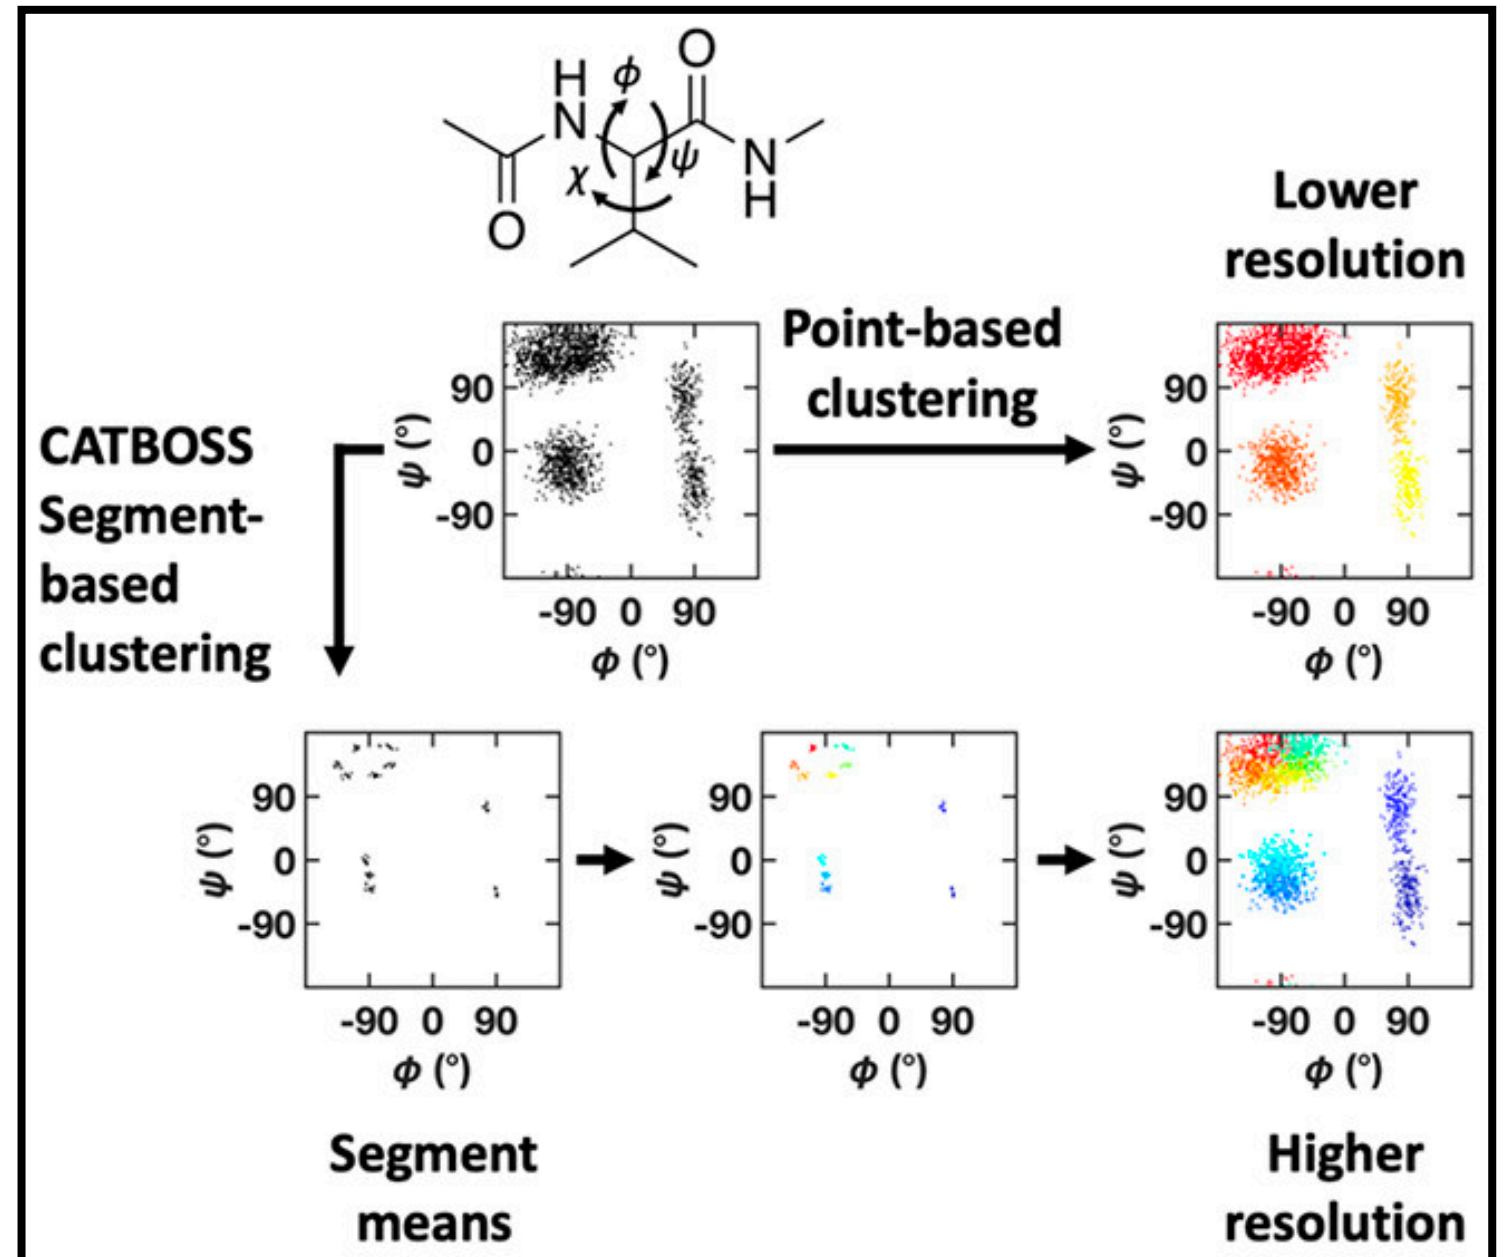 O
H
ϕ
N
ψ
N
χ
H
O
Lower
resolution
Point-based
clustering
CATBOSS
Segment-
based
clustering
90
0
-90
ψ (°)
-90 0 90
ϕ (°)
90
0
-90
ψ (°)
-90 0 90
ϕ (°)
90
0
-90
ψ (°)
-90 0 90
ϕ (°)
90
0
-90
ψ (°)
-90 0 90
ϕ (°)
90
0
-90
ψ (°)
-90 0 90
ϕ (°)
Segment
means
Higher
resolution